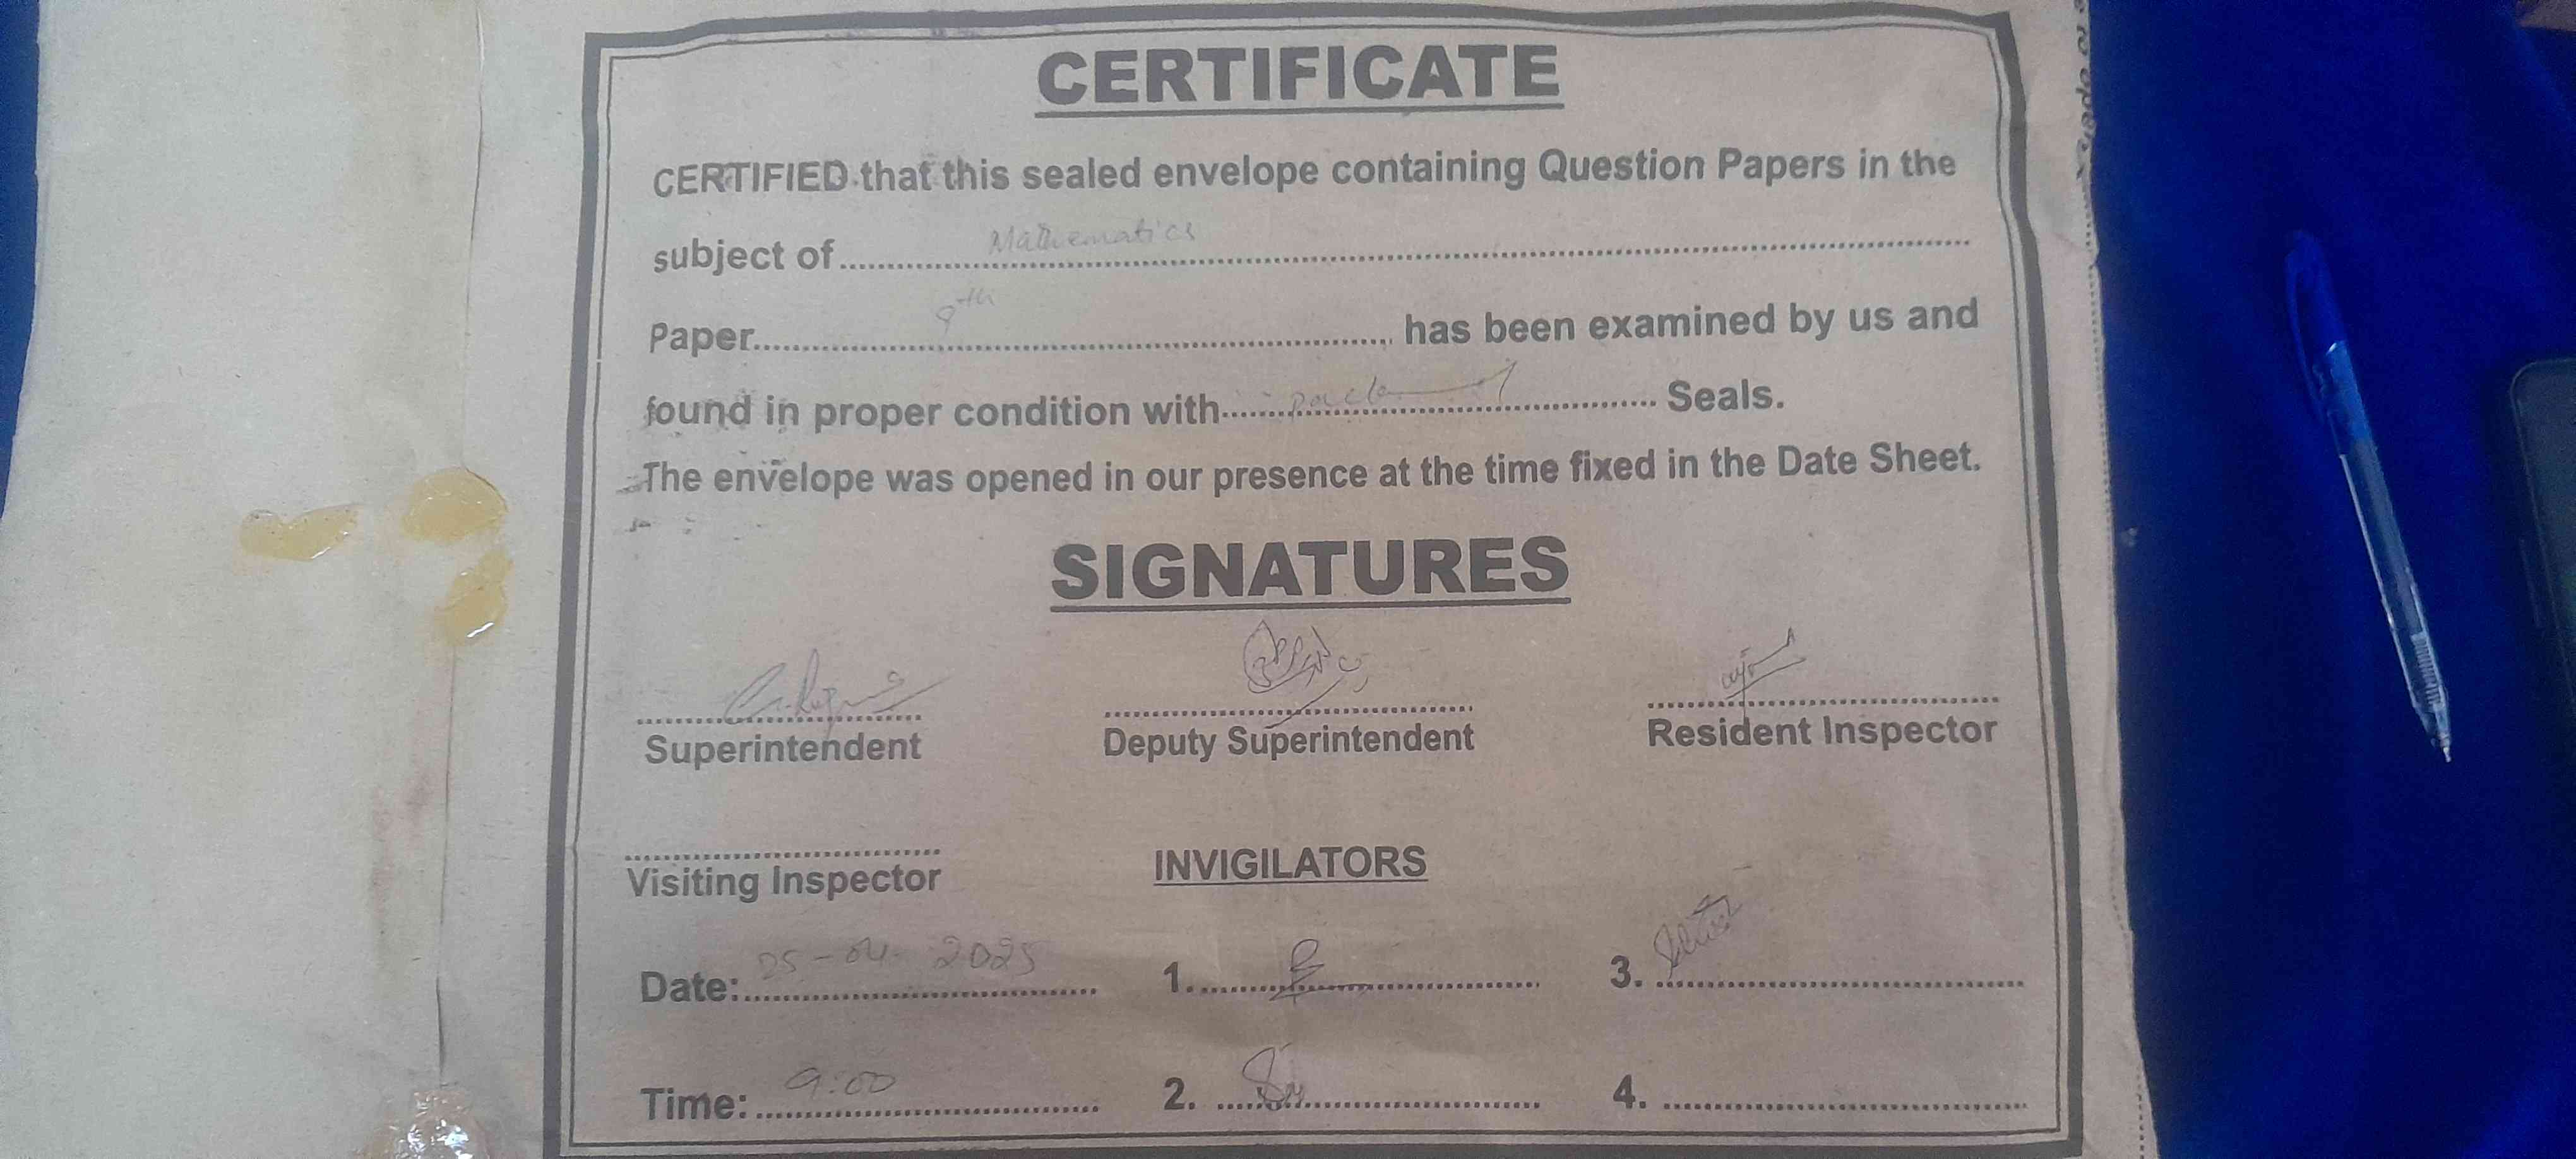 CERTIFICATE
CERTIFIED that this sealed envelope containing Question Papers in the
subject of.......... Mathematics ..........
Paper.......... 9th .......... has been examined by us and
found in proper condition with.................... Seals.
The envelope was opened in our presence at the time fixed in the Date Sheet.
SIGNATURES
Superintendent Deputy Superintendent Resident Inspector
Visiting Inspector INVIGILATORS
Date: 25-04-2025 1. 3.
Time: 9:00 2. 4.